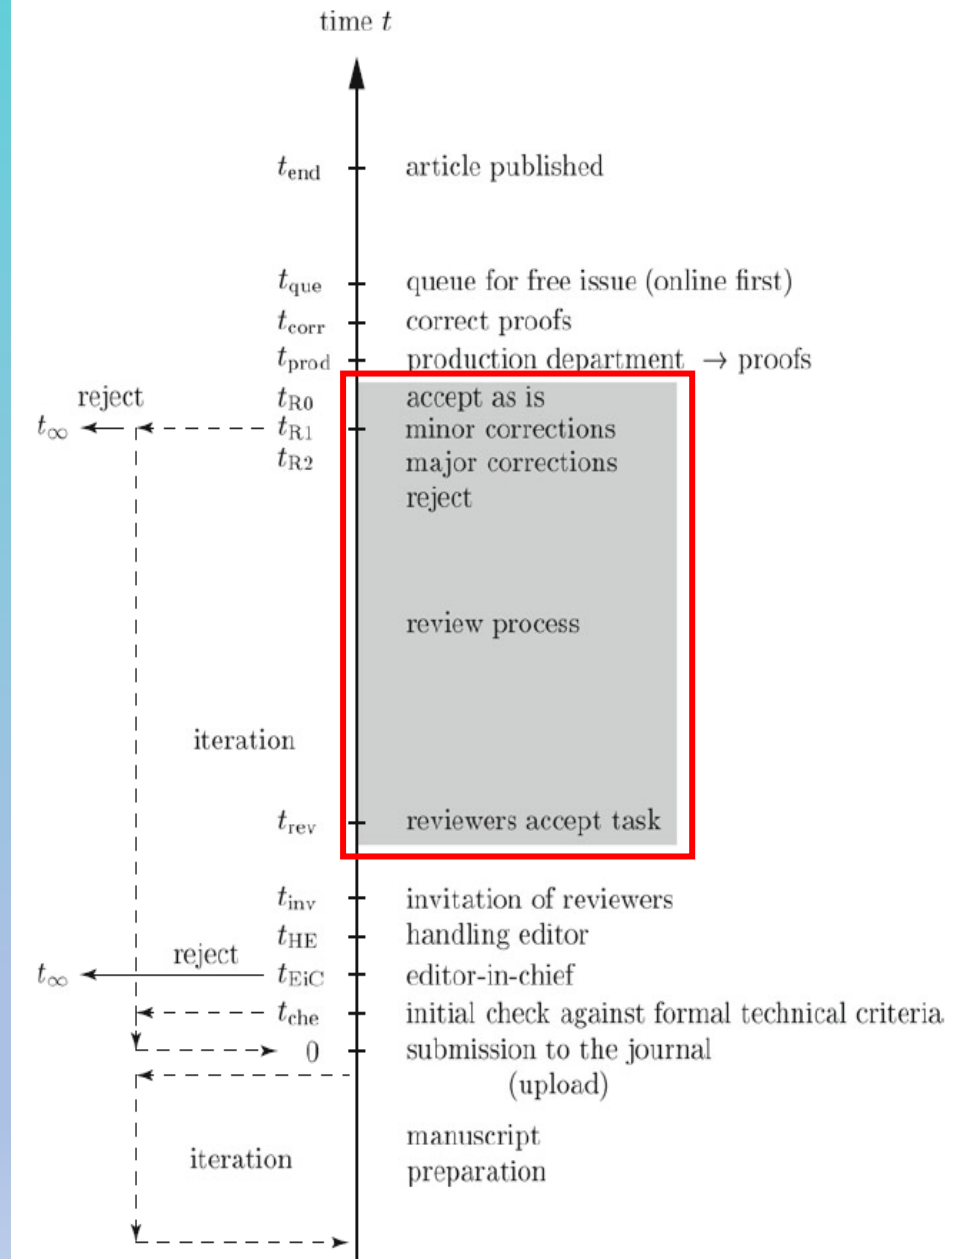 time t
t_end article published
t_que queue for free issue (online first)
t_corr correct proofs
t_prod production department → proofs
reject t_R0 accept as is
t_∞ t_R1 minor corrections
t_R2 major corrections
reject
review process
iteration
t_rev reviewers accept task
t_inv invitation of reviewers
t_HE handling editor
reject
t_∞ t_EiC editor-in-chief
t_che initial check against formal technical criteria
0 submission to the journal
(upload)
manuscript
iteration
preparation